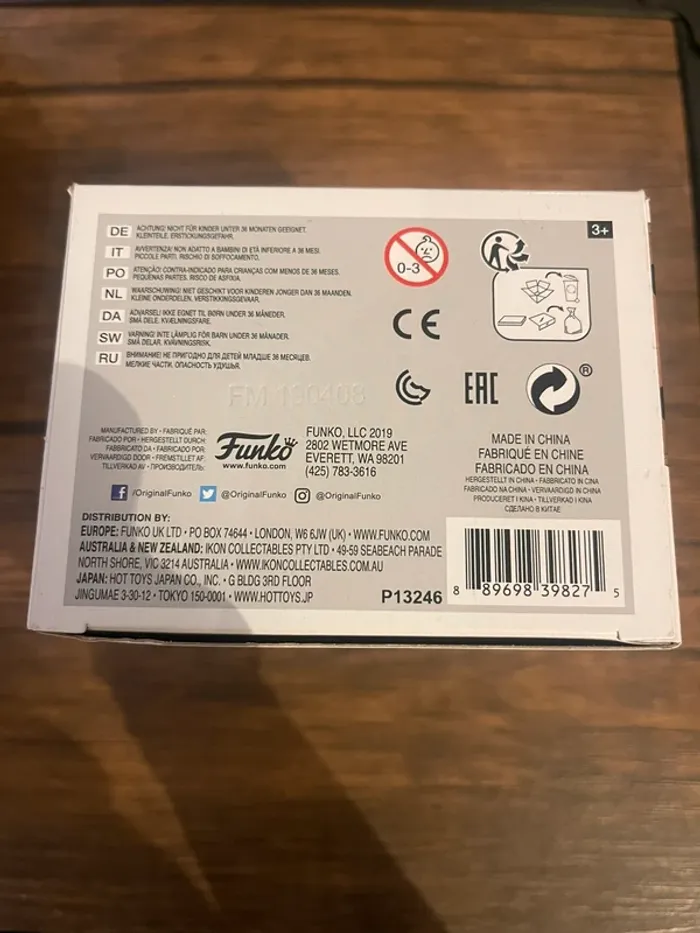 3+
DE ACHTUNG! NICHT FÜR KINDER UNTER 36 MONATEN GEEIGNET.
KLEINTEILE. ERSTICKUNGSGEFAHR.
IT AVVERTENZA! NON ADATTO A BAMBINI DI ETÀ INFERIORE A 36 MESI.
PICCOLE PARTI. RISCHIO DI SOFFOCAMENTO.
PO ATENÇÃO: CONTRA-INDICADO PARA CRIANÇAS COM MENOS DE 36 MESES.
PEQUENAS PARTES. RISCO DE ASFIXIA.
NL WAARSCHUWING! NIET GESCHIKT VOOR KINDEREN JONGER DAN 36 MAANDEN.
KLEINE ONDERDELEN, VERSTIKKINGSGEVAAR.
DA ADVARSEL! IKKE EGNET TIL BØRN UNDER 36 MÅNEDER.
SMÅ DELE. KVÆLNINGSFARE.
SW VARNING! INTE LÄMPLIG FÖR BARN UNDER 36 MÅNADER.
SMÅ DELAR. KVÄVNINGSRISK.
RU ВНИМАНИЕ! НЕ ПРИГОДНО ДЛЯ ДЕТЕЙ МЛАДШЕ 36 МЕСЯЦЕВ.
МЕЛКИЕ ЧАСТИ. ОПАСНОСТЬ УДУШЬЯ.
0-3
CE
EAC
®
MANUFACTURED BY • FABRIQUÉ PAR:
FABRICADO POR • HERGESTELLT DURCH:
FABBRICATO DA • FABRICADO POR:
VERVAARDIGD DOOR • FREMSTILLET AF:
TILLVERKAD AV • ПРОИЗВОДИТЕЛЬ:
Funko
www.funko.com
FUNKO, LLC 2019
2802 WETMORE AVE
EVERETT, WA 98201
(425) 783-3616
MADE IN CHINA
FABRIQUÉ EN CHINE
FABRICADO EN CHINA
HERGESTELLT IN CHINA • FABBRICATO IN CINA
FABRICADO NA CHINA • VERVAARDIGD IN CHINA
PRODUCERET I KINA • TILLVERKAD I KINA
СДЕЛАНО В КИТАЕ
f /OriginalFunko @OriginalFunko @OriginalFunko
DISTRIBUTION BY:
EUROPE: FUNKO UK LTD • PO BOX 74644 • LONDON, W6 6JW (UK) • WWW.FUNKO.COM
AUSTRALIA & NEW ZEALAND: IKON COLLECTABLES PTY LTD • 49-59 SEABEACH PARADE
NORTH SHORE, VIC 3214 AUSTRALIA • WWW.IKONCOLLECTABLES.COM.AU
JAPAN: HOT TOYS JAPAN CO., INC. • G BLDG 3RD FLOOR
JINGUMAE 3-30-12 • TOKYO 150-0001 • WWW.HOTTOYS.JP
P13246
8 89698 39827 5